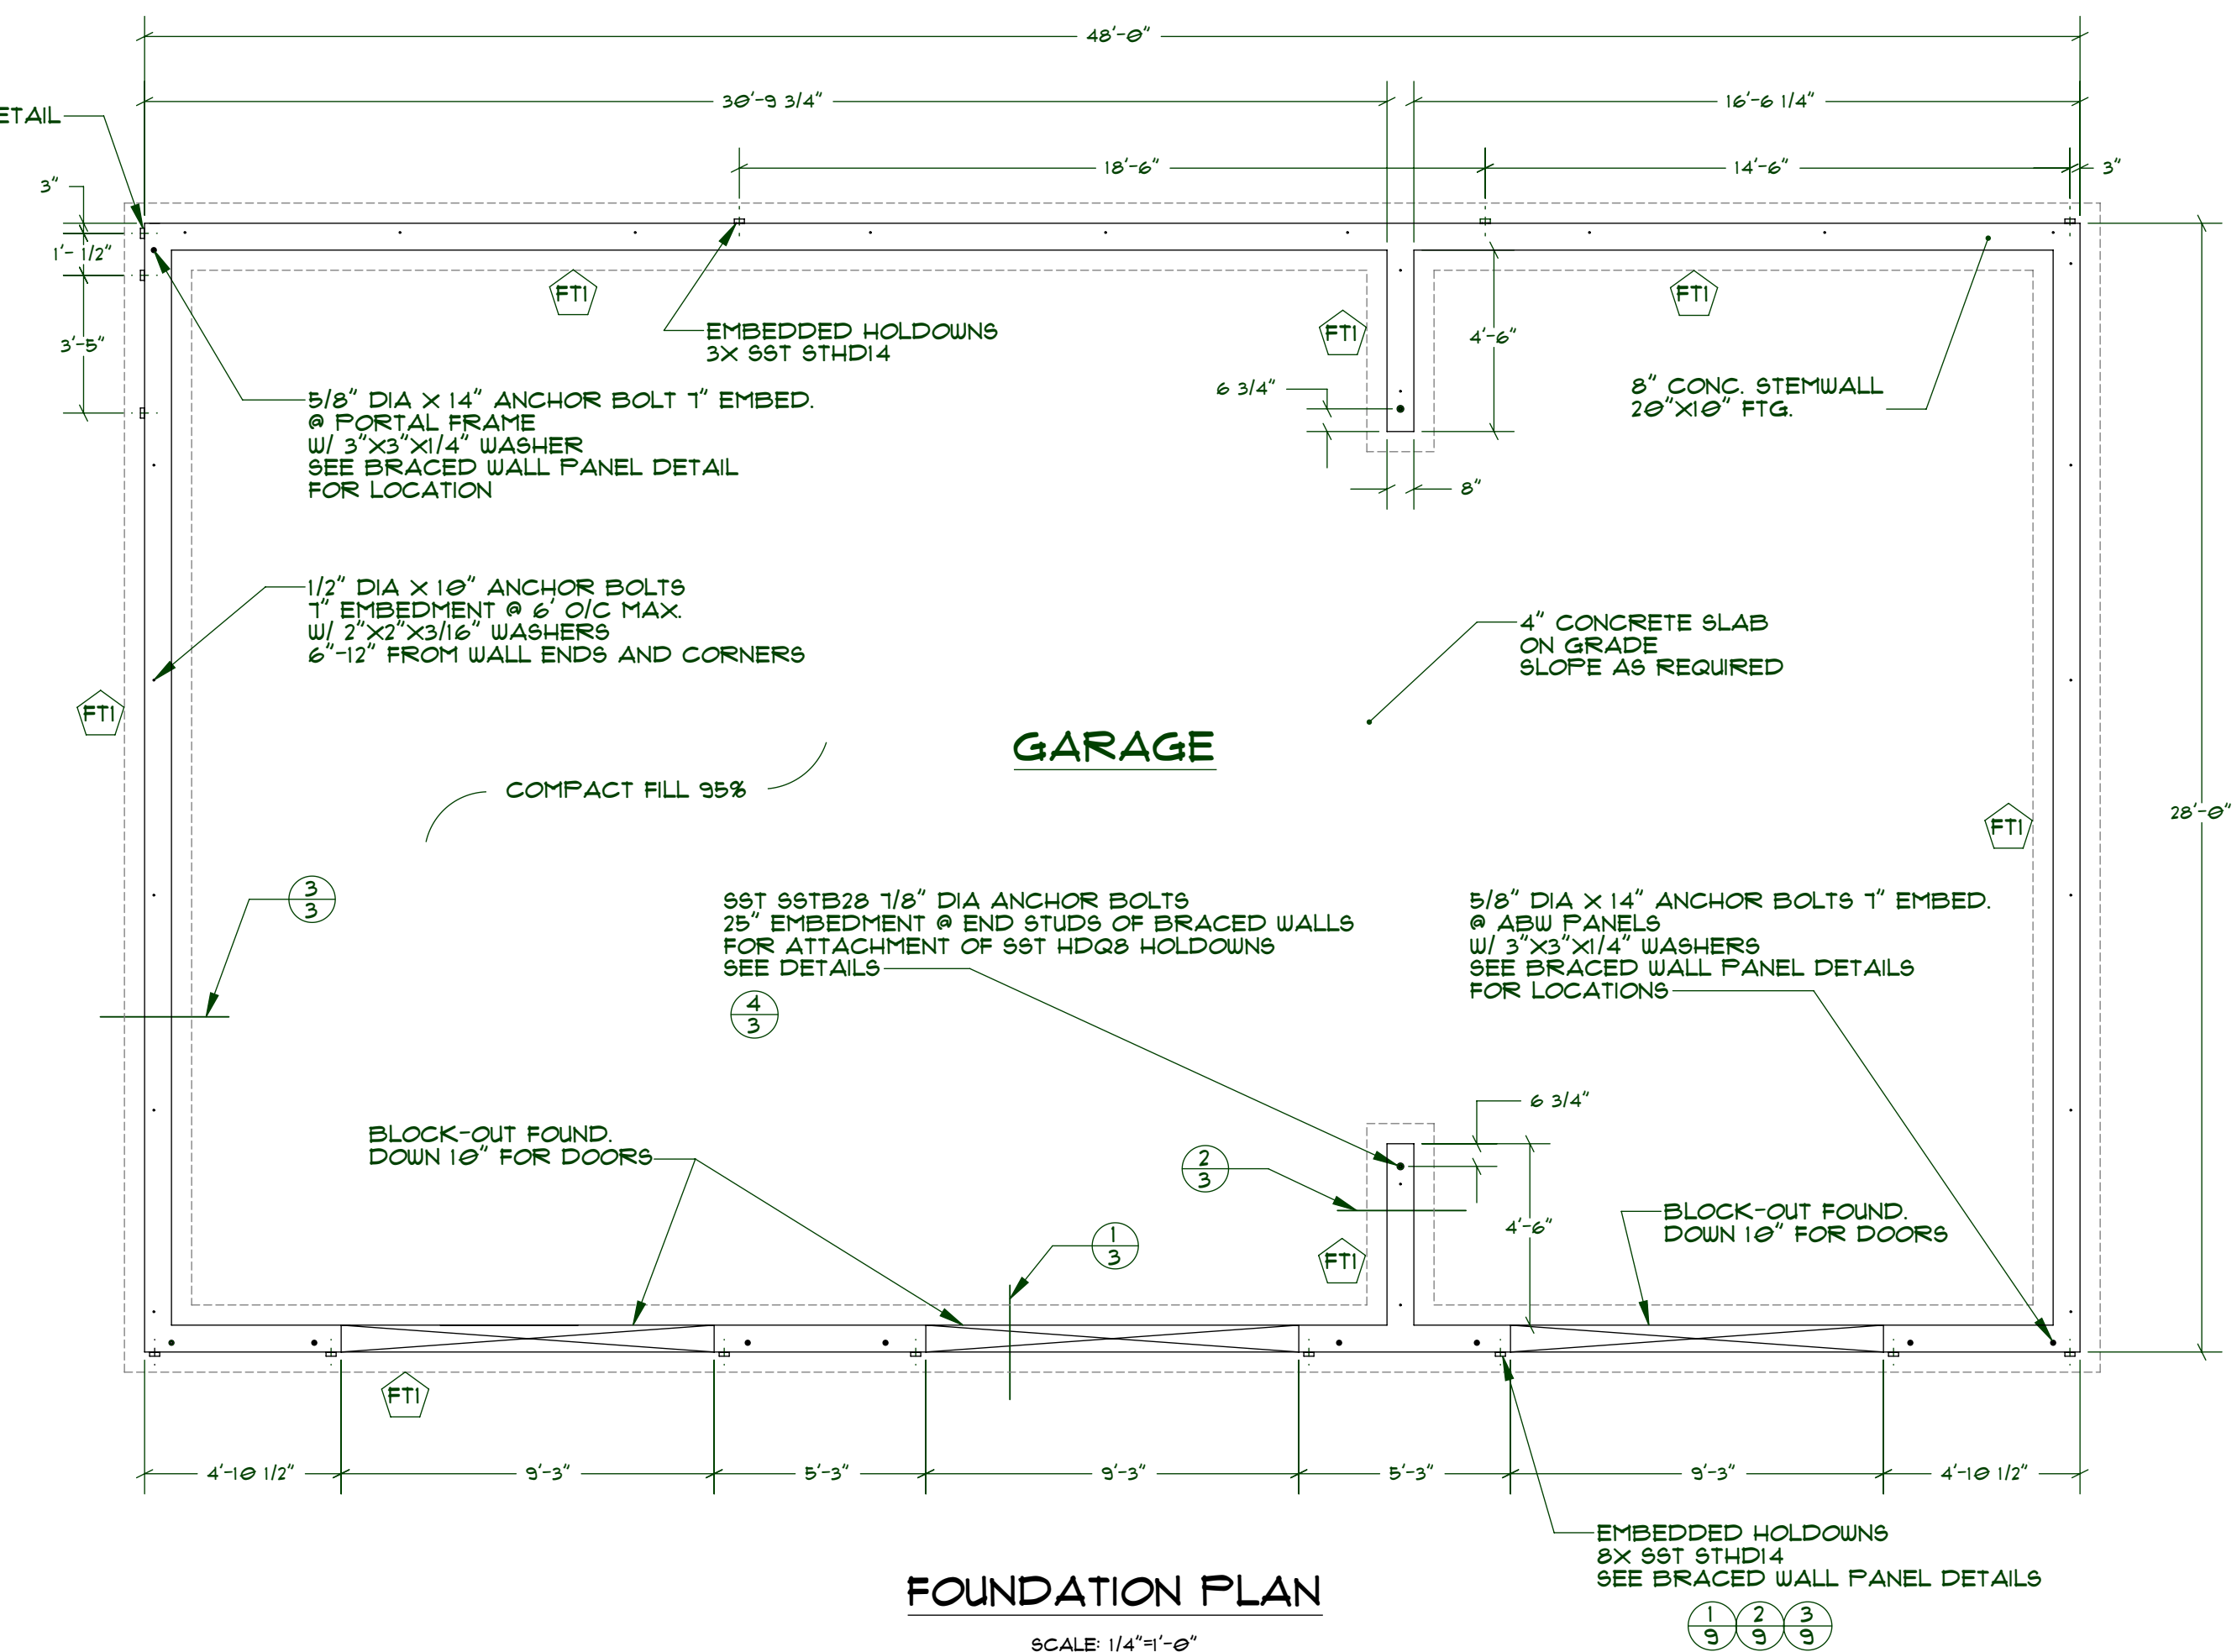 48'-0"
30'-9 3/4"
16'-6 1/4"
ETAIL
18'-6"
14'-6"
3"
3"
1'- 1/2"
3'-5"
FT1
FT1
FT1
EMBEDDED HOLDOWNS
3X SST STHD14
4'-6"
6 3/4"
8"
5/8" DIA X 14" ANCHOR BOLT 7" EMBED.
@ PORTAL FRAME
W/ 3"X3"X1/4" WASHER
SEE BRACED WALL PANEL DETAIL
FOR LOCATION
8" CONC. STEMWALL
20"X10" FTG.
1/2" DIA X 10" ANCHOR BOLTS
7" EMBEDMENT @ 6' O/C MAX.
W/ 2"X2"X3/16" WASHERS
6"-12" FROM WALL ENDS AND CORNERS
4" CONCRETE SLAB
ON GRADE
SLOPE AS REQUIRED
FT1
GARAGE
COMPACT FILL 95%
28'-0"
FT1
3
3
SST SSTB28 7/8" DIA ANCHOR BOLTS
25" EMBEDMENT @ END STUDS OF BRACED WALLS
FOR ATTACHMENT OF SST HDQ8 HOLDOWNS
SEE DETAILS
4
3
5/8" DIA X 14" ANCHOR BOLTS 7" EMBED.
@ ABW PANELS
W/ 3"X3"X1/4" WASHERS
SEE BRACED WALL PANEL DETAILS
FOR LOCATIONS
6 3/4"
BLOCK-OUT FOUND.
DOWN 10" FOR DOORS
2
3
4'-6"
BLOCK-OUT FOUND.
DOWN 10" FOR DOORS
1
3
FT1
FT1
4'-10 1/2"
9'-3"
5'-3"
9'-3"
5'-3"
9'-3"
4'-10 1/2"
EMBEDDED HOLDOWNS
8X SST STHD14
SEE BRACED WALL PANEL DETAILS
1
9
2
9
3
9
FOUNDATION PLAN
SCALE: 1/4"=1'-0"